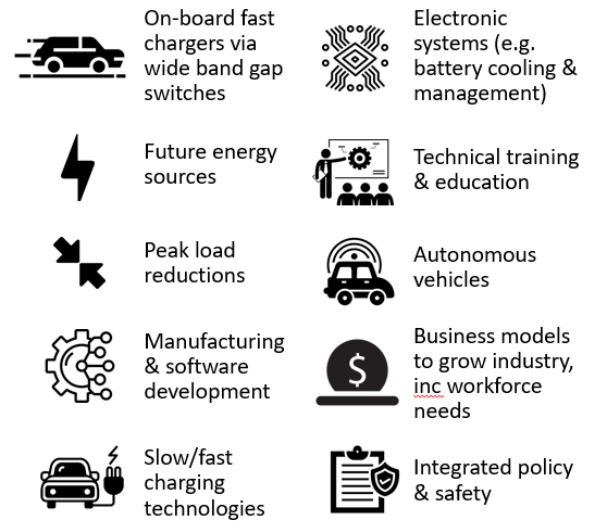 On-board fast
chargers via
wide band gap
switches
Electronic
systems (e.g.
battery cooling &
management)
Future energy
sources
Technical training
& education
Peak load
reductions
Autonomous
vehicles
Manufacturing
& software
development
$
Business models
to grow industry,
inc workforce
needs
Slow/fast
charging
technologies
Integrated policy
& safety